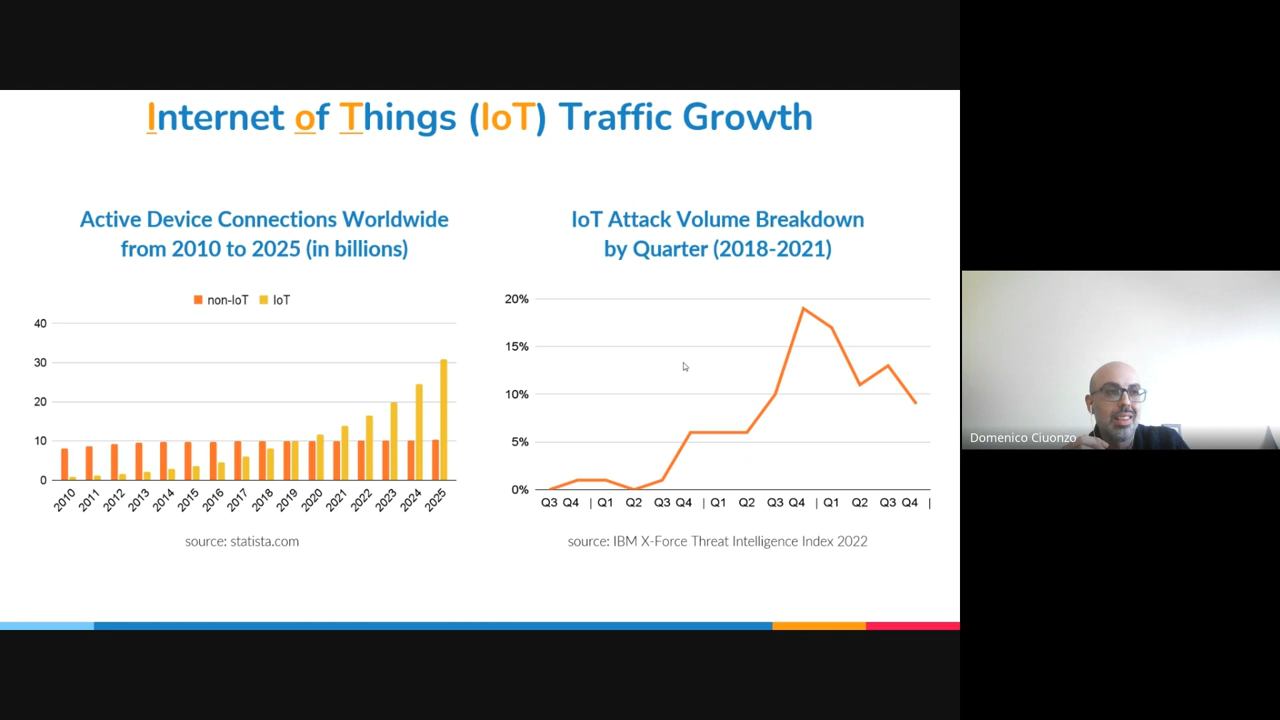 Internet of Things (IoT) Traffic Growth
Active Device Connections Worldwide
from 2010 to 2025 (in billions)
non-IoT IoT
40
30
20
10
0
2010 2011 2012 2013 2014 2015 2016 2017 2018 2019 2020 2021 2022 2023 2024 2025
source: statista.com
IoT Attack Volume Breakdown
by Quarter (2018-2021)
20%
15%
10%
5%
0%
Q3 Q4 | Q1 Q2 Q3 Q4 | Q1 Q2 Q3 Q4 | Q1 Q2 Q3 Q4 |
source: IBM X-Force Threat Intelligence Index 2022
Domenico Ciuonzo